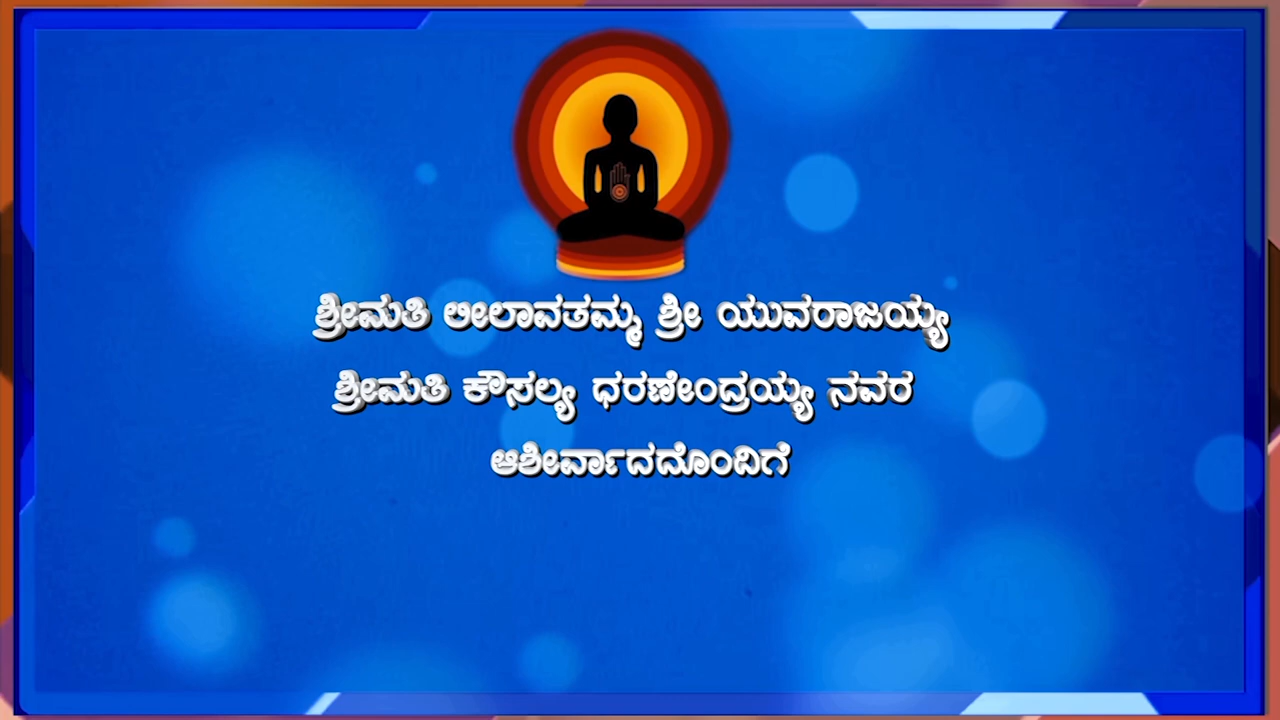 ಶ್ರೀಮತಿ ಲೀಲಾವತಮ್ಮ ಶ್ರೀ ಯುವರಾಜಯ್ಯ
ಶ್ರೀಮತಿ ಕೌಸಲ್ಯ ಧರಣೇಂದ್ರಯ್ಯ ನವರ
ಆಶೀರ್ವಾದದೊಂದಿಗೆ